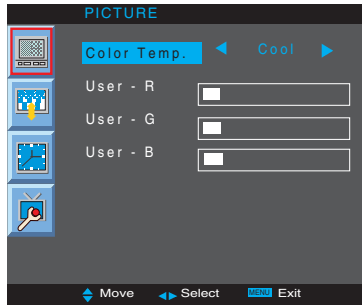 PICTURE
Color Temp. Cool
User - R
User - G
User - B
Move Select MENU Exit